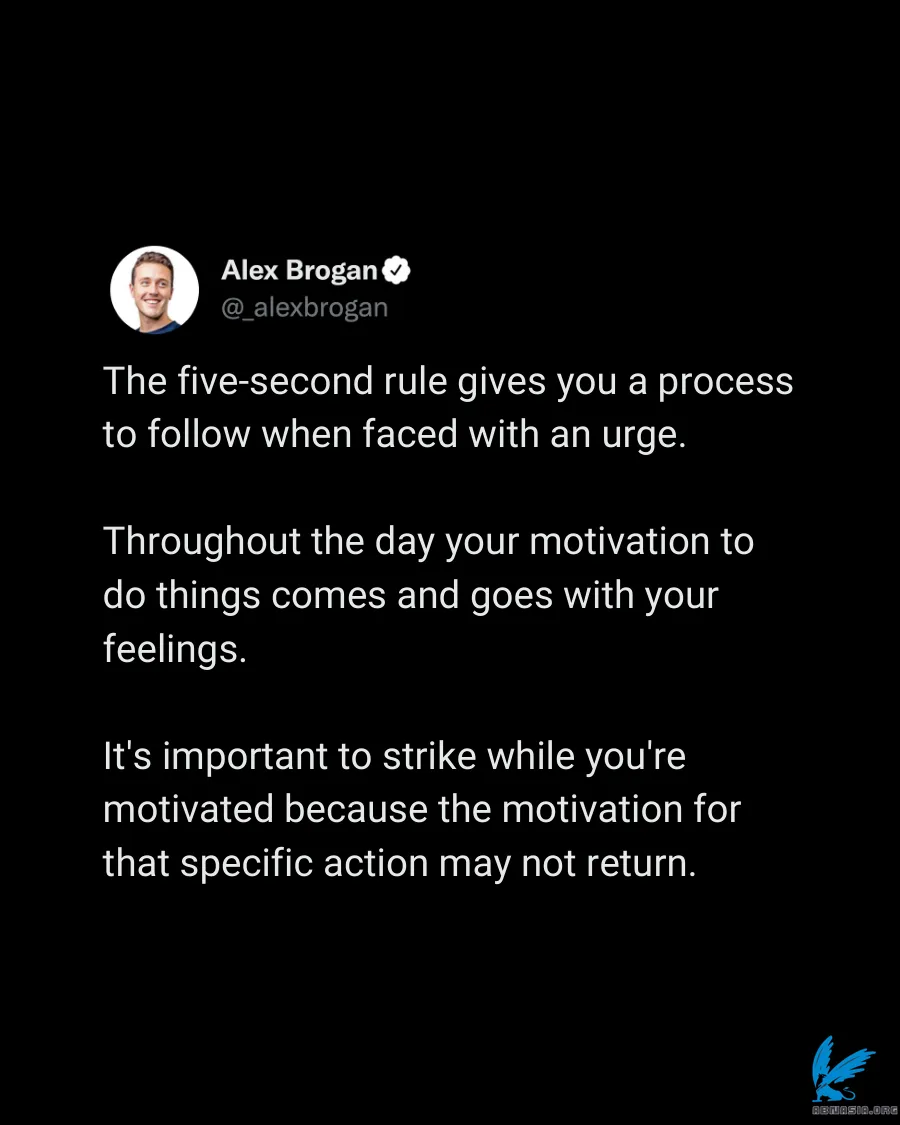 Alex Brogan
@_alexbrogan
The five-second rule gives you a process
to follow when faced with an urge.
Throughout the day your motivation to
do things comes and goes with your
feelings.
It's important to strike while you're
motivated because the motivation for
that specific action may not return.
ABMASIA.ORG